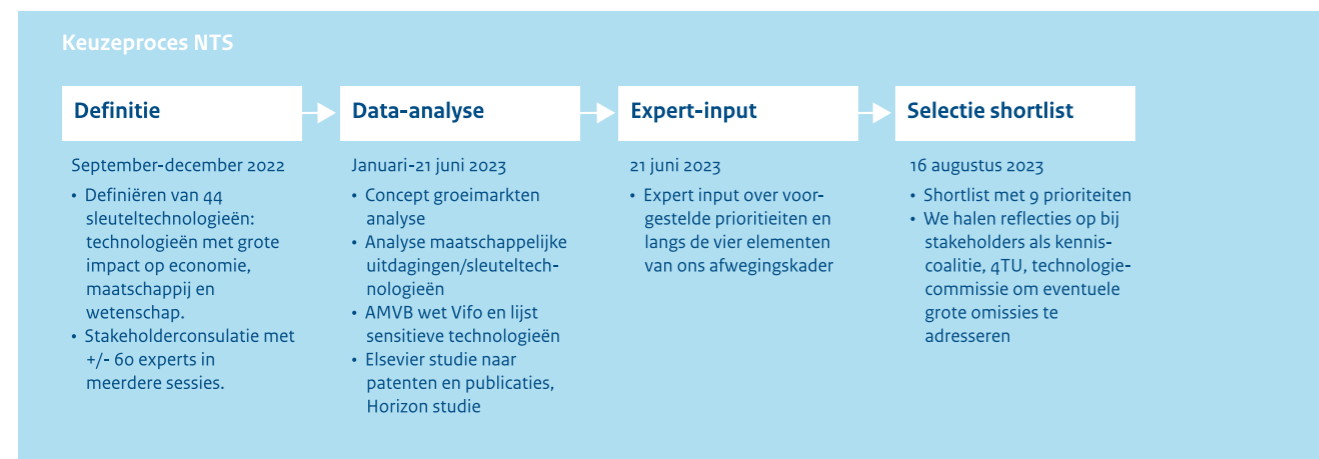 Keuzeproces NTS
Definitie
September-december 2022
• Definiëren van 44
sleuteltechnologieën:
technologieën met grote
impact op economie,
maatschappij en
wetenschap.
• Stakeholderconsulatie met
+/- 60 experts in
meerdere sessies.
Data-analyse
Januari-21 juni 2023
• Concept groeimarkten
analyse
• Analyse maatschappelijke
uitdagingen/sleuteltech-
nologieën
• AMVB wet Vifo en lijst
sensitieve technologieën
• Elsevier studie naar
patenten en publicaties,
Horizon studie
Expert-input
21 juni 2023
• Expert input over voor-
gestelde prioritieiten en
langs de vier elementen
van ons afwegingskader
Selectie shortlist
16 augustus 2023
• Shortlist met 9 prioriteiten
• We halen reflecties op bij
stakeholders als kennis-
coalitie, 4TU, technologie-
commissie om eventuele
grote omissies te
adresseren